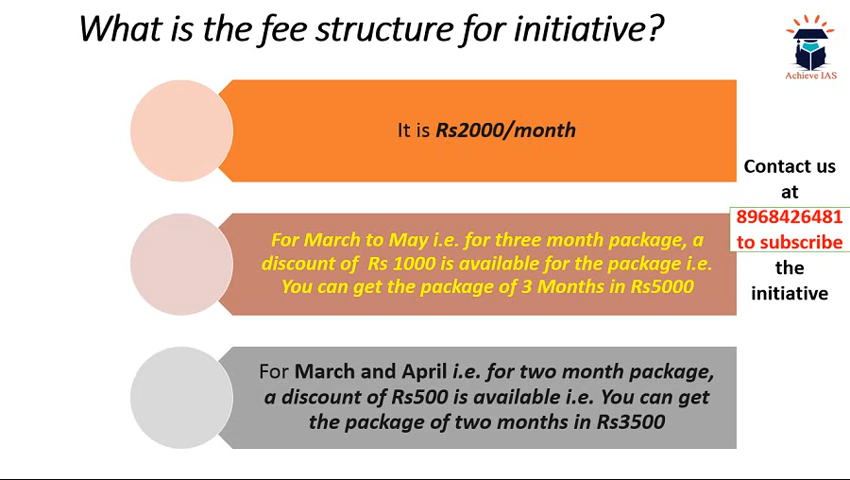 What is the fee structure for initiative?
Achieve IAS
It is Rs2000/month
For March to May i.e. for three month package, a
discount of Rs 1000 is available for the package i.e.
You can get the package of 3 Months in Rs5000
For March and April i.e. for two month package,
a discount of Rs500 is available i.e. You can get
the package of two months in Rs3500
Contact us
at
8968426481
to subscribe
the
initiative